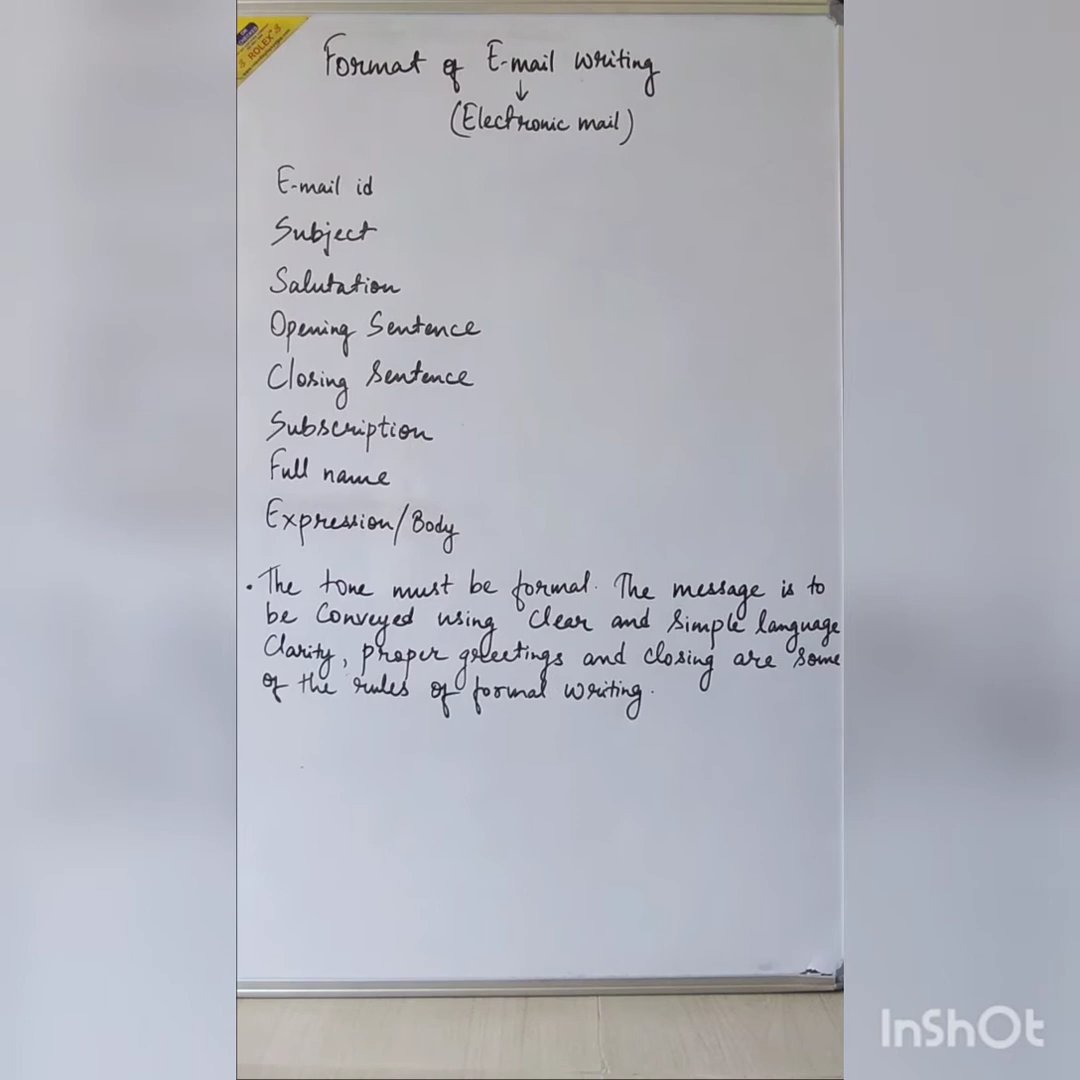 ROLEX
Format of E-mail writing
↓
(Electronic mail)
E-mail id
Subject
Salutation
Opening Sentence
Closing Sentence
Subscription
Full name
Expression/Body
• The tone must be formal. The message is to
be Conveyed using Clear and Simple language
Clarity, proper greetings and closing are some
of the rules of formal writing.
InShOt